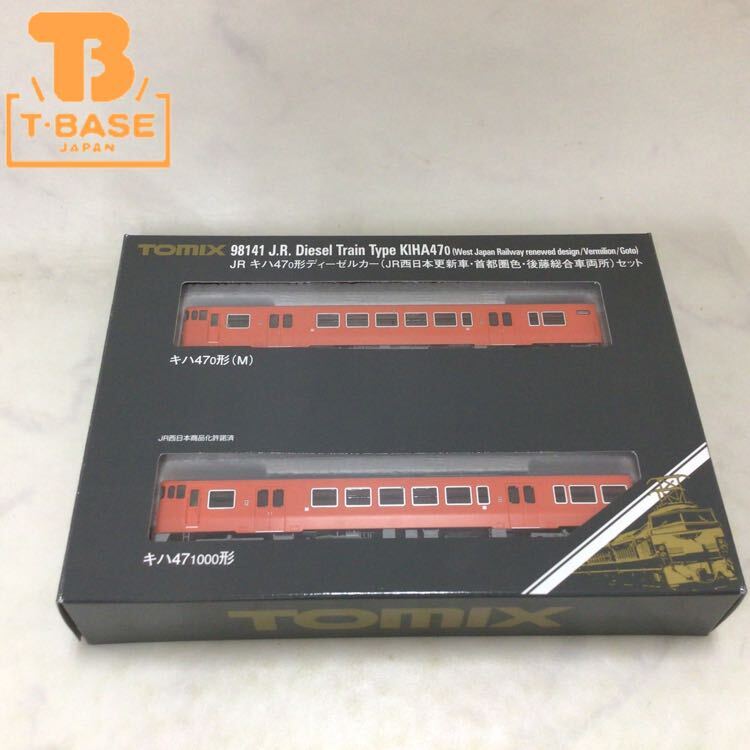 T·BASE
JAPAN
TOMIX 98141 J.R. Diesel Train Type KIHA470 (West Japan Railway renewed design/Vermilion/Goto)
JR キハ470形ディーゼルカー(JR西日本更新車・首都圏色・後藤総合車両所)セット
キハ470形(M)
JR西日本商品化許諾済
キハ471000形
TOMIX